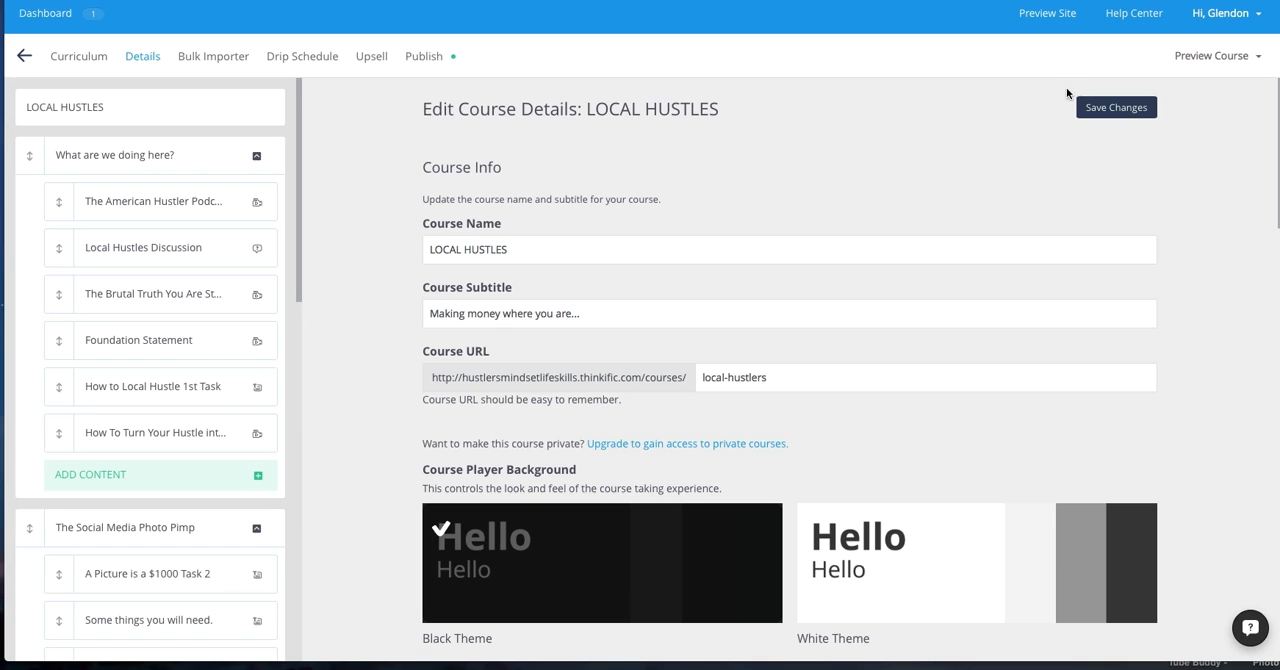 Dashboard 1 Preview Site Help Center Hi, Glendon
Curriculum Details Bulk Importer Drip Schedule Upsell Publish Preview Course
LOCAL HUSTLES
What are we doing here?
The American Hustler Podc...
Local Hustles Discussion
The Brutal Truth You Are St...
Foundation Statement
How to Local Hustle 1st Task
How To Turn Your Hustle int...
ADD CONTENT
The Social Media Photo Pimp
A Picture is a $1000 Task 2
Some things you will need.
Edit Course Details: LOCAL HUSTLES
Save Changes
Course Info
Update the course name and subtitle for your course.
Course Name
LOCAL HUSTLES
Course Subtitle
Making money where you are...
Course URL
http://hustlersmindsetlifeskills.thinkific.com/courses/ local-hustlers
Course URL should be easy to remember.
Want to make this course private? Upgrade to gain access to private courses.
Course Player Background
This controls the look and feel of the course taking experience.
Hello
Hello
Black Theme
Hello
Hello
White Theme